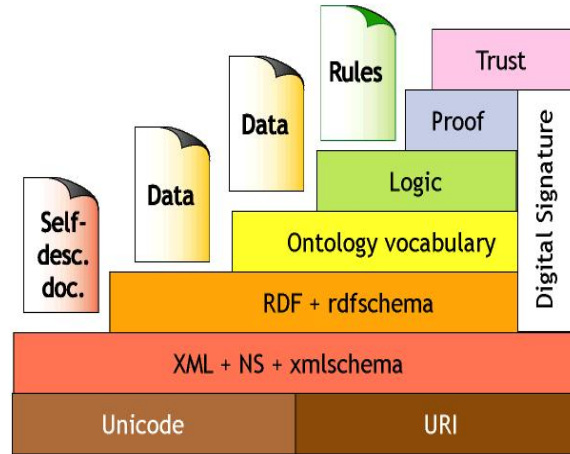 Rules
Trust
Data
Proof
Data
Logic
Self-
desc.
doc.
Ontology vocabulary
Digital Signature
RDF + rdfschema
XML + NS + xmlschema
Unicode
URI